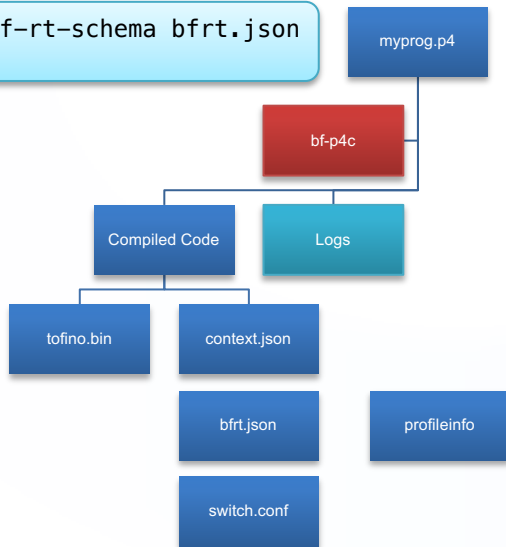 f-rt-schema bfrt.json
myprog.p4
bf-p4c
Compiled Code
Logs
tofino.bin
context.json
bfrt.json
profileinfo
switch.conf